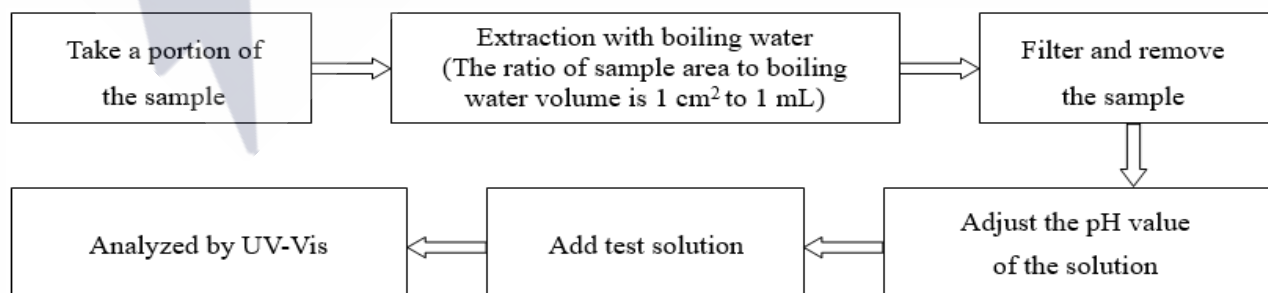 Take a portion of
the sample
Extraction with boiling water
(The ratio of sample area to boiling
water volume is 1 cm² to 1 mL)
Filter and remove
the sample
Adjust the pH value
of the solution
Add test solution
Analyzed by UV-Vis